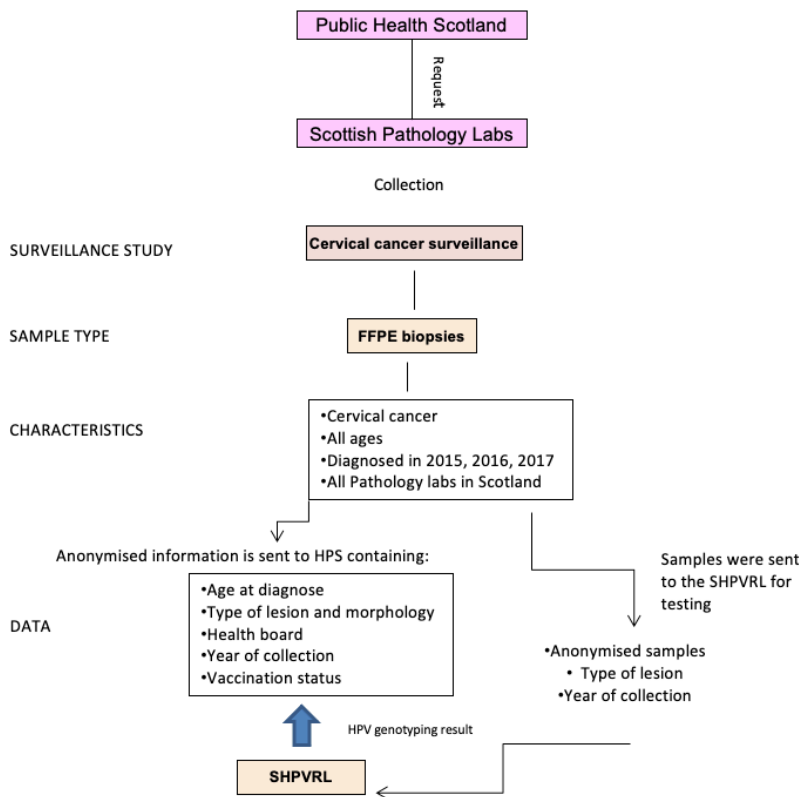 Public Health Scotland
Request
Scottish Pathology Labs
Collection
SURVEILLANCE STUDY
Cervical cancer surveillance
SAMPLE TYPE
FFPE biopsies
CHARACTERISTICS
•Cervical cancer
•All ages
•Diagnosed in 2015, 2016, 2017
•All Pathology labs in Scotland
Anonymised information is sent to HPS containing:
DATA
•Age at diagnose
•Type of lesion and morphology
•Health board
•Year of collection
•Vaccination status
Samples were sent
to the SHPVRL for
testing
•Anonymised samples
• Type of lesion
•Year of collection
HPV genotyping result
SHPVRL